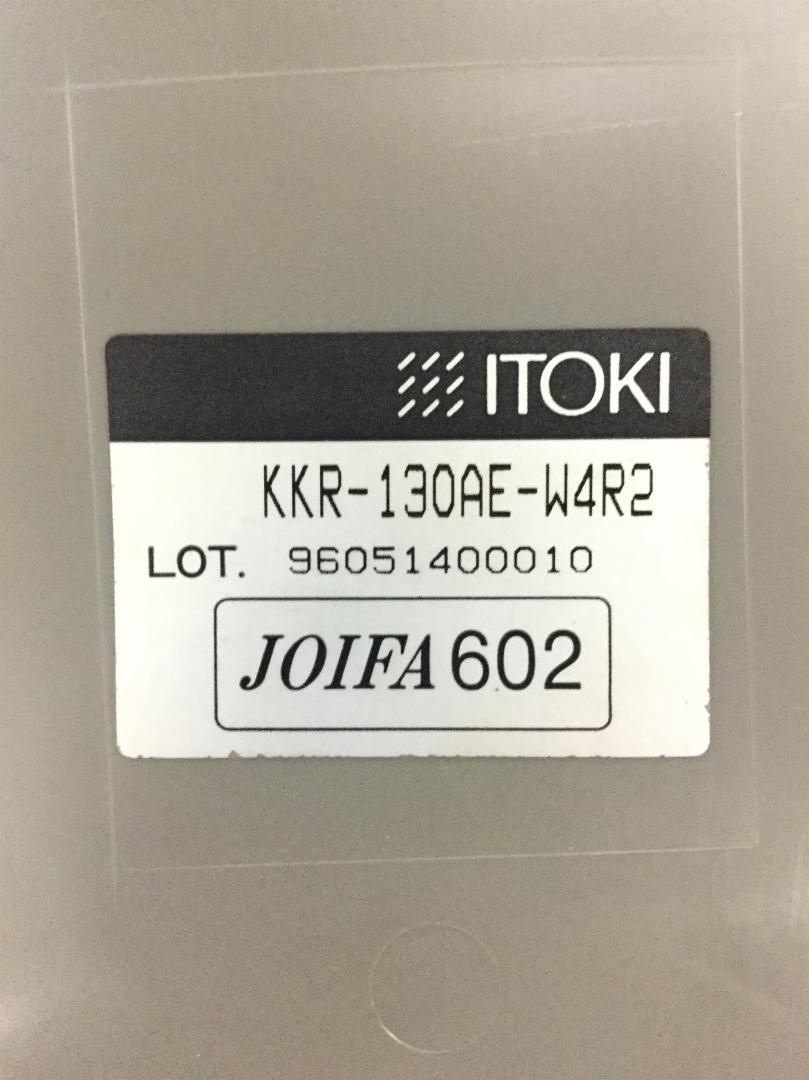 ITOKI
KKR-130AE-W4R2
LOT. 96051400010
JOIFA 602